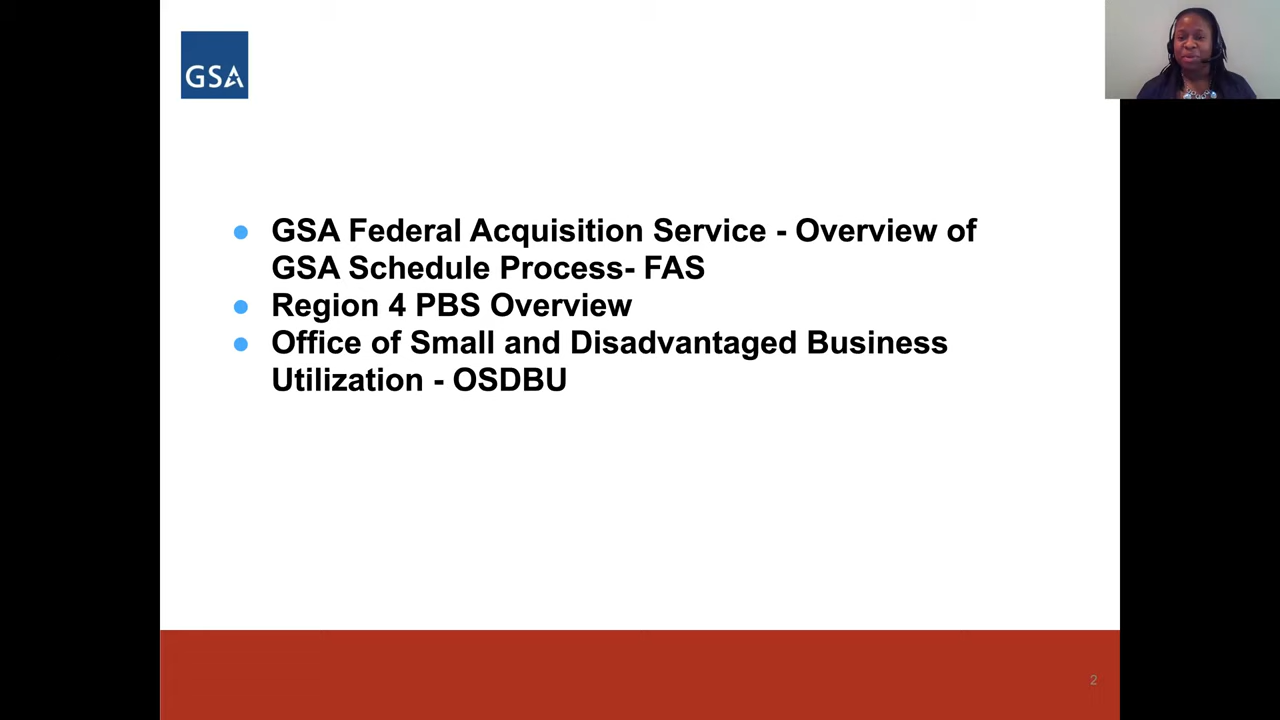 GSA
● GSA Federal Acquisition Service - Overview of
GSA Schedule Process- FAS
● Region 4 PBS Overview
● Office of Small and Disadvantaged Business
Utilization - OSDBU
2